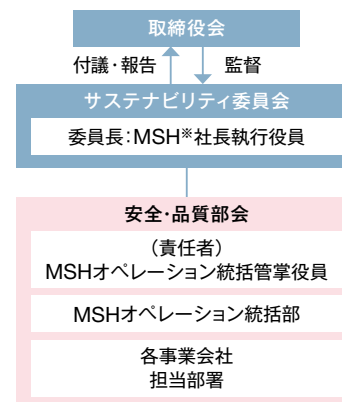 取締役会
付議・報告 監督
サステナビリティ委員会
委員長：MSH※社長執行役員
安全・品質部会
（責任者）
MSHオペレーション統括管掌役員
MSHオペレーション統括部
各事業会社
担当部署